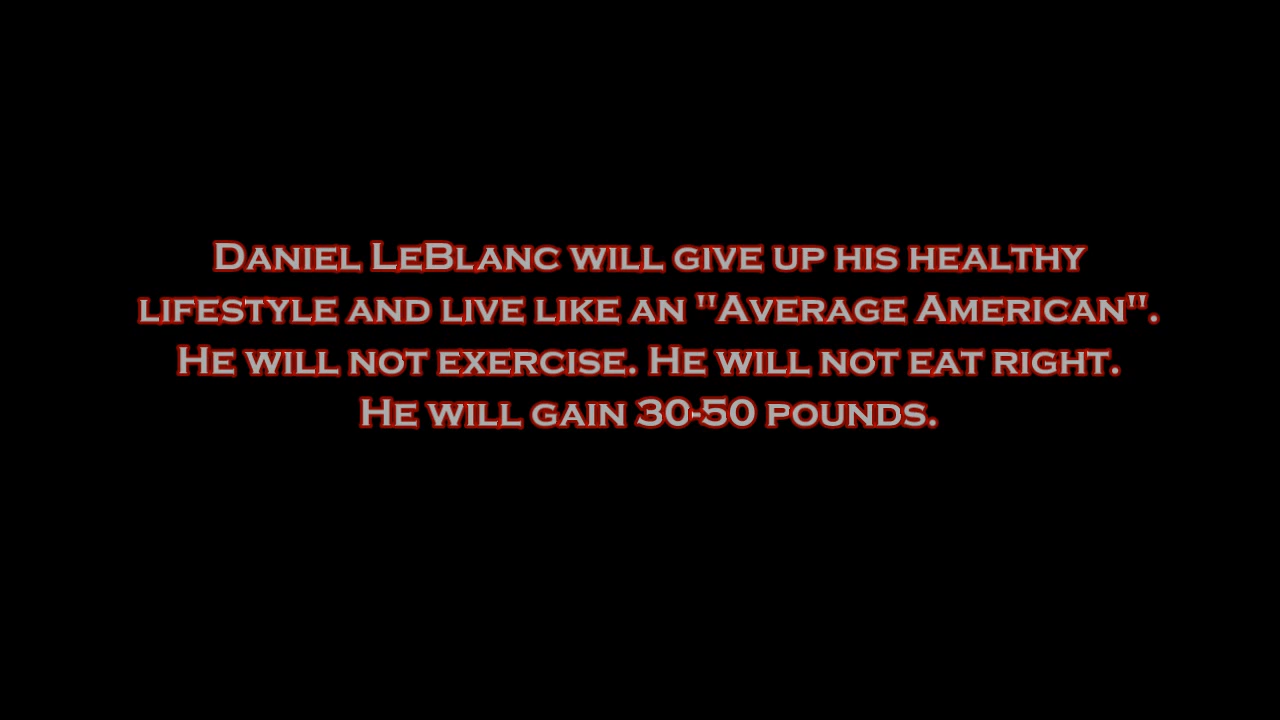 Daniel LeBlanc will give up his healthy
lifestyle and live like an "Average American".
He will not exercise. He will not eat right.
He will gain 30-50 pounds.